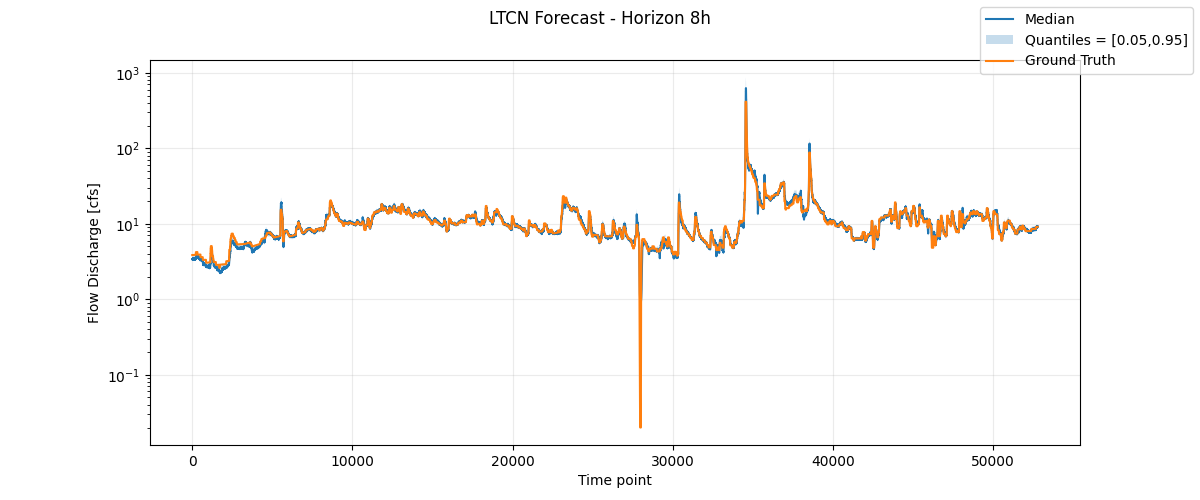 LTCN Forecast - Horizon 8h
Median
Quantiles = [0.05,0.95]
Ground Truth
Flow Discharge [cfs]
10³
10²
10¹
10⁰
10⁻¹
0 10000 20000 30000 40000 50000
Time point